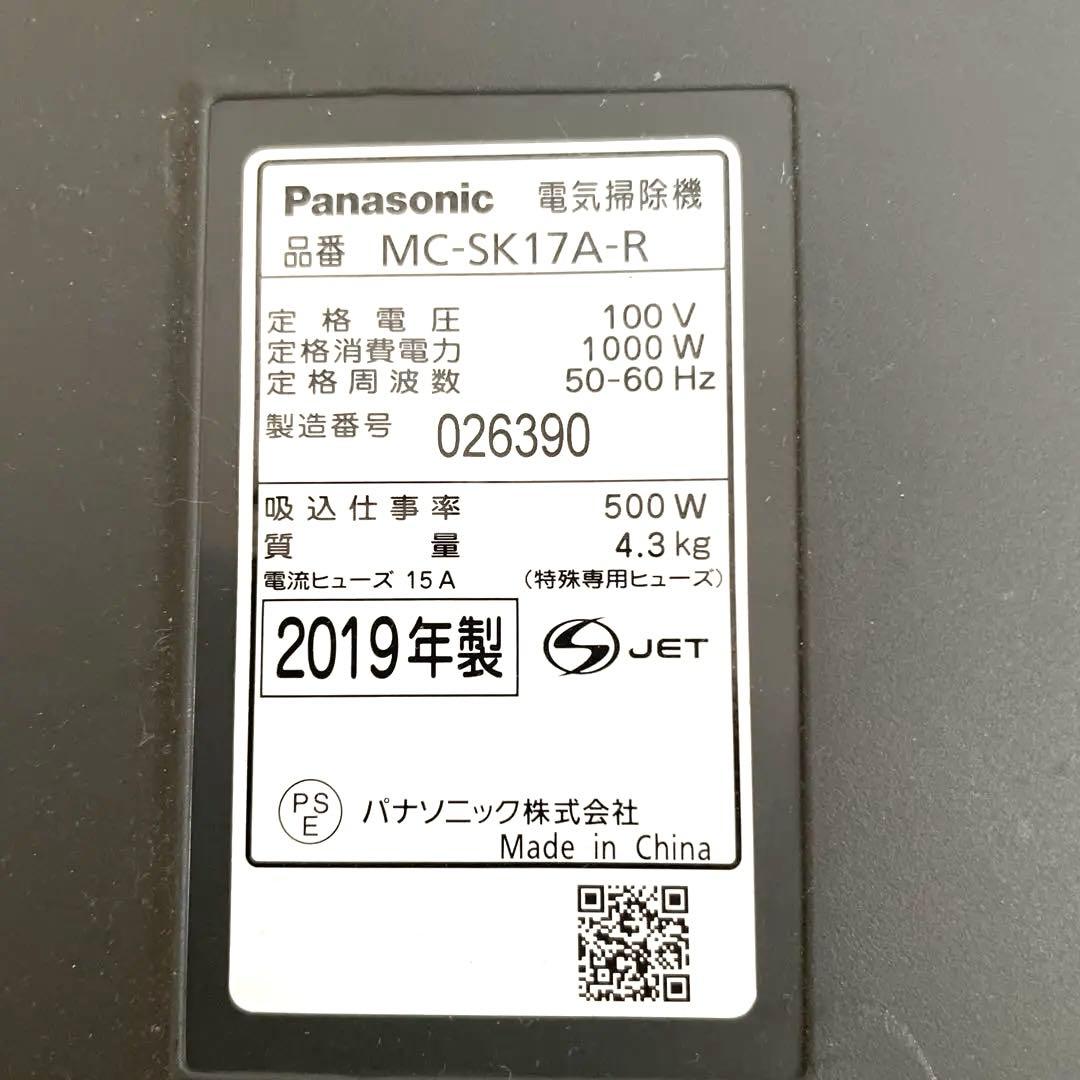 Panasonic 電気掃除機
品番 MC-SK17A-R
定格電圧 100 V
定格消費電力 1000 W
定格周波数 50-60 Hz
製造番号 026390
吸込仕事率 500 W
質量 4.3 kg
電流ヒューズ 15 A (特殊専用ヒューズ)
2019年製 S JET
PS
E
パナソニック株式会社
Made in China